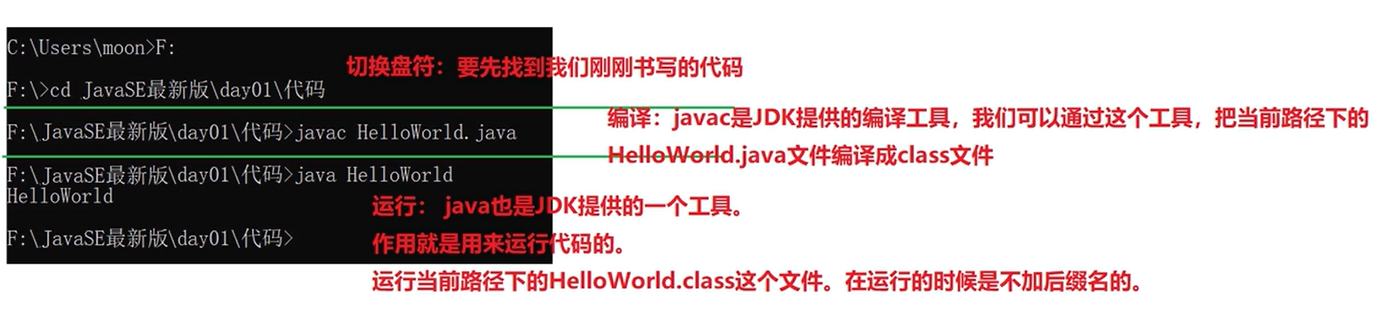 C:\Users\moon>F:
切换盘符：要先找到我们刚刚书写的代码
F:\>cd JavaSE最新版\day01\代码
编译：javac是JDK提供的编译工具，我们可以通过这个工具，把当前路径下的
F:\JavaSE最新版\day01\代码>javac HelloWorld.java
HelloWorld.java文件编译成class文件
F:\JavaSE最新版\day01\代码>java HelloWorld
HelloWorld
运行： java也是JDK提供的一个工具。
F:\JavaSE最新版\day01\代码>
作用就是用来运行代码的。
运行当前路径下的HelloWorld.class这个文件。在运行的时候是不加后缀名的。